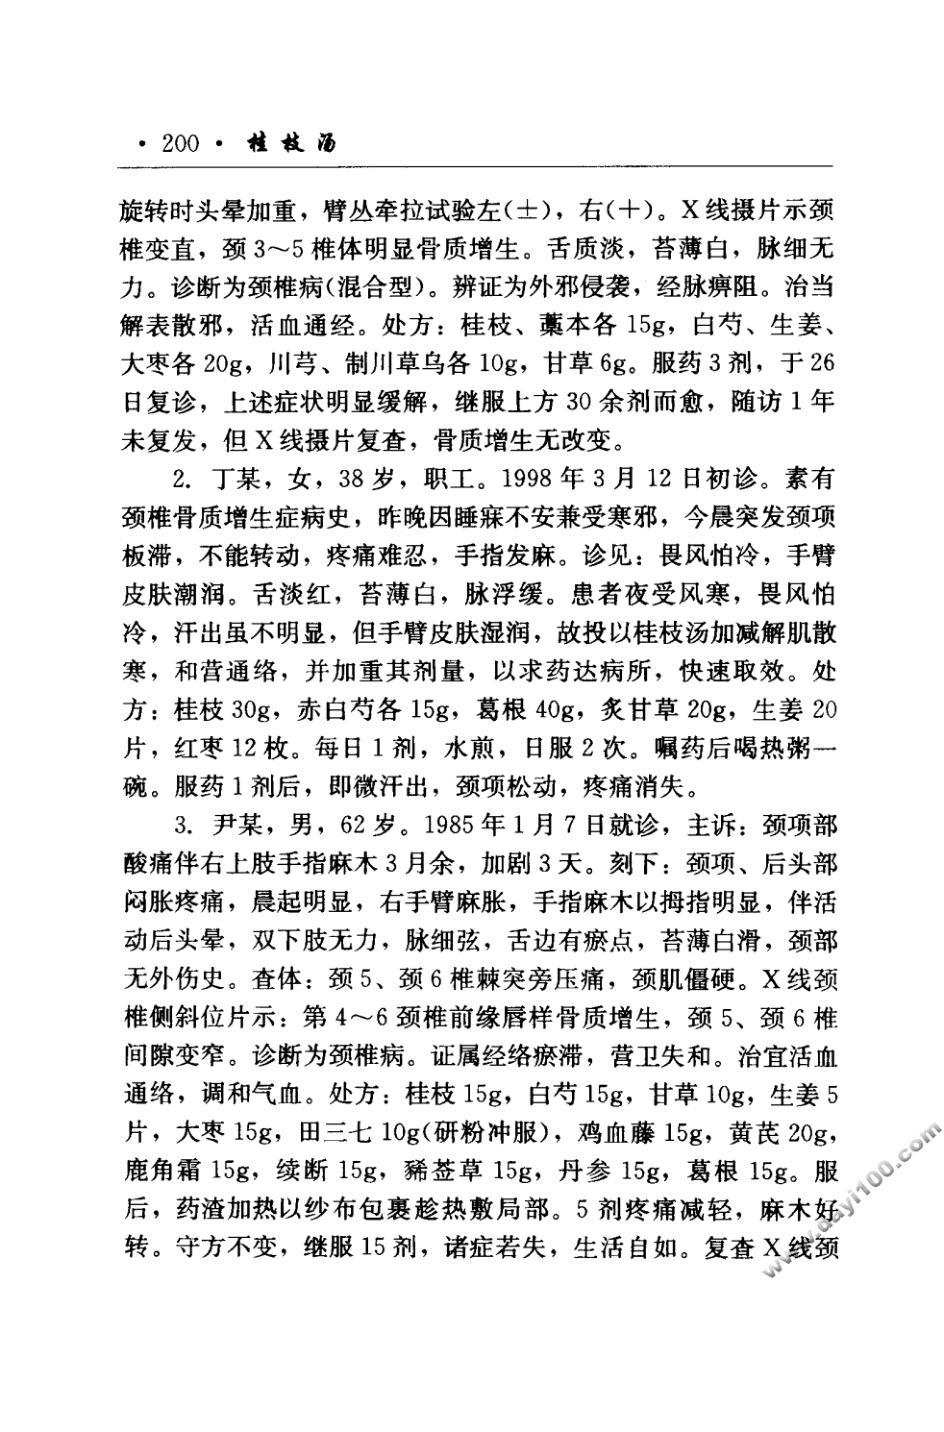 · 200 · 桂枝汤
旋转时头晕加重，臂丛牵拉试验左(±)，右(＋)。X线摄片示颈
椎变直，颈3～5椎体明显骨质增生。舌质淡，苔薄白，脉细无
力。诊断为颈椎病(混合型)。辨证为外邪侵袭，经脉痹阻。治当
解表散邪，活血通经。处方：桂枝、藁本各15g，白芍、生姜、
大枣各20g，川芎、制川草乌各10g，甘草6g。服药3剂，于26
日复诊，上述症状明显缓解，继服上方30余剂而愈，随访1年
未复发，但X线摄片复查，骨质增生无改变。
2. 丁某，女，38岁，职工。1998年3月12日初诊。素有
颈椎骨质增生症病史，昨晚因睡寐不安兼受寒邪，今晨突发颈项
板滞，不能转动，疼痛难忍，手指发麻。诊见：畏风怕冷，手臂
皮肤潮润。舌淡红，苔薄白，脉浮缓。患者夜受风寒，畏风怕
冷，汗出虽不明显，但手臂皮肤湿润，故投以桂枝汤加减解肌散
寒，和营通络，并加重其剂量，以求药达病所，快速取效。处
方：桂枝30g，赤白芍各15g，葛根40g，炙甘草20g，生姜20
片，红枣12枚。每日1剂，水煎，日服2次。嘱药后喝热粥一
碗。服药1剂后，即微汗出，颈项松动，疼痛消失。
3. 尹某，男，62岁。1985年1月7日就诊，主诉：颈项部
酸痛伴右上肢手指麻木3月余，加剧3天。刻下：颈项、后头部
闷胀疼痛，晨起明显，右手臂麻胀，手指麻木以拇指明显，伴活
动后头晕，双下肢无力，脉细弦，舌边有瘀点，苔薄白滑，颈部
无外伤史。查体：颈5、颈6椎棘突旁压痛，颈肌僵硬。X线颈
椎侧斜位片示：第4～6颈椎前缘唇样骨质增生，颈5、颈6椎
间隙变窄。诊断为颈椎病。证属经络瘀滞，营卫失和。治宜活血
通络，调和气血。处方：桂枝15g，白芍15g，甘草10g，生姜5
片，大枣15g，田三七10g(研粉冲服)，鸡血藤15g，黄芪20g，
鹿角霜15g，续断15g，豨莶草15g，丹参15g，葛根15g。服
后，药渣加热以纱布包裹趁热敷局部。5剂疼痛减轻，麻木好
转。守方不变，继服15剂，诸症若失，生活自如。复查X线颈
www.dayi100.com